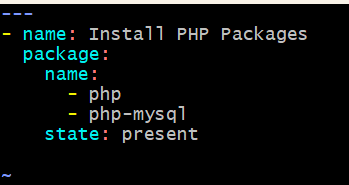 ---
- name: Install PHP Packages
  package:
    name:
      - php
      - php-mysql
    state: present
~